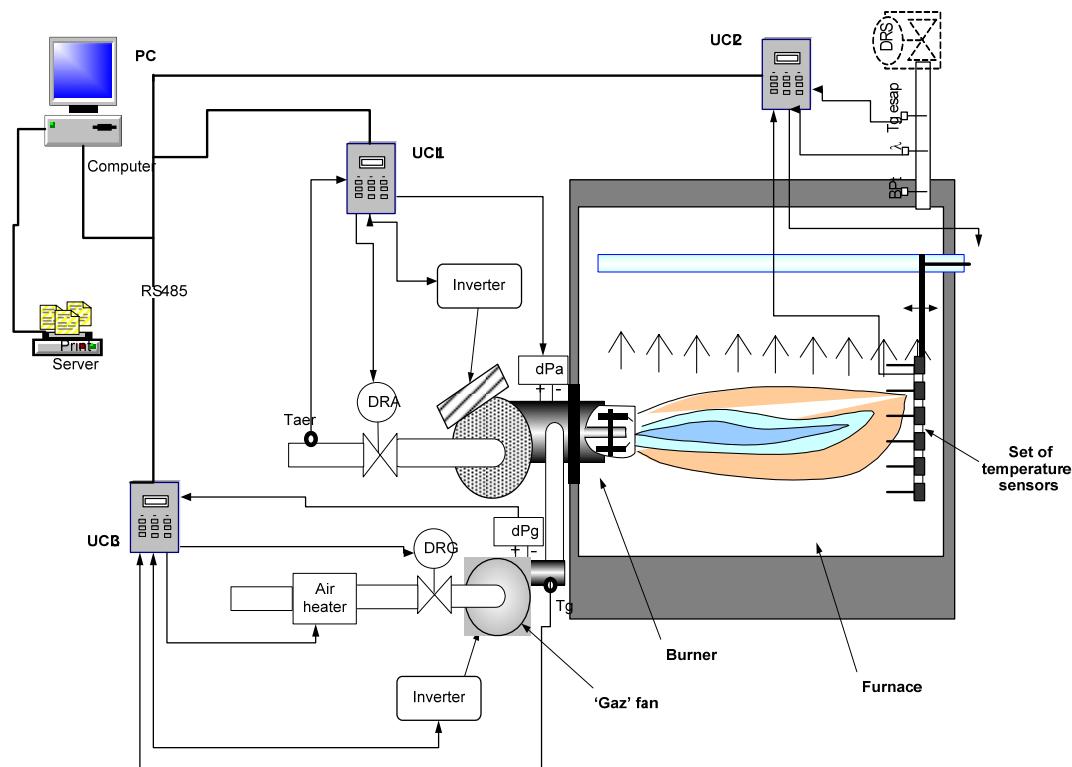 DRS
UC2
PC
Tg esap
λ
UC1
Computer
BPt
Inverter
RS485
Print
Server
dPa
+ -
DRA
Taer
Set of
temperature
sensors
UC3
dPg
+ -
DRG
Air
heater
Tg
Burner
Furnace
Inverter
'Gaz' fan